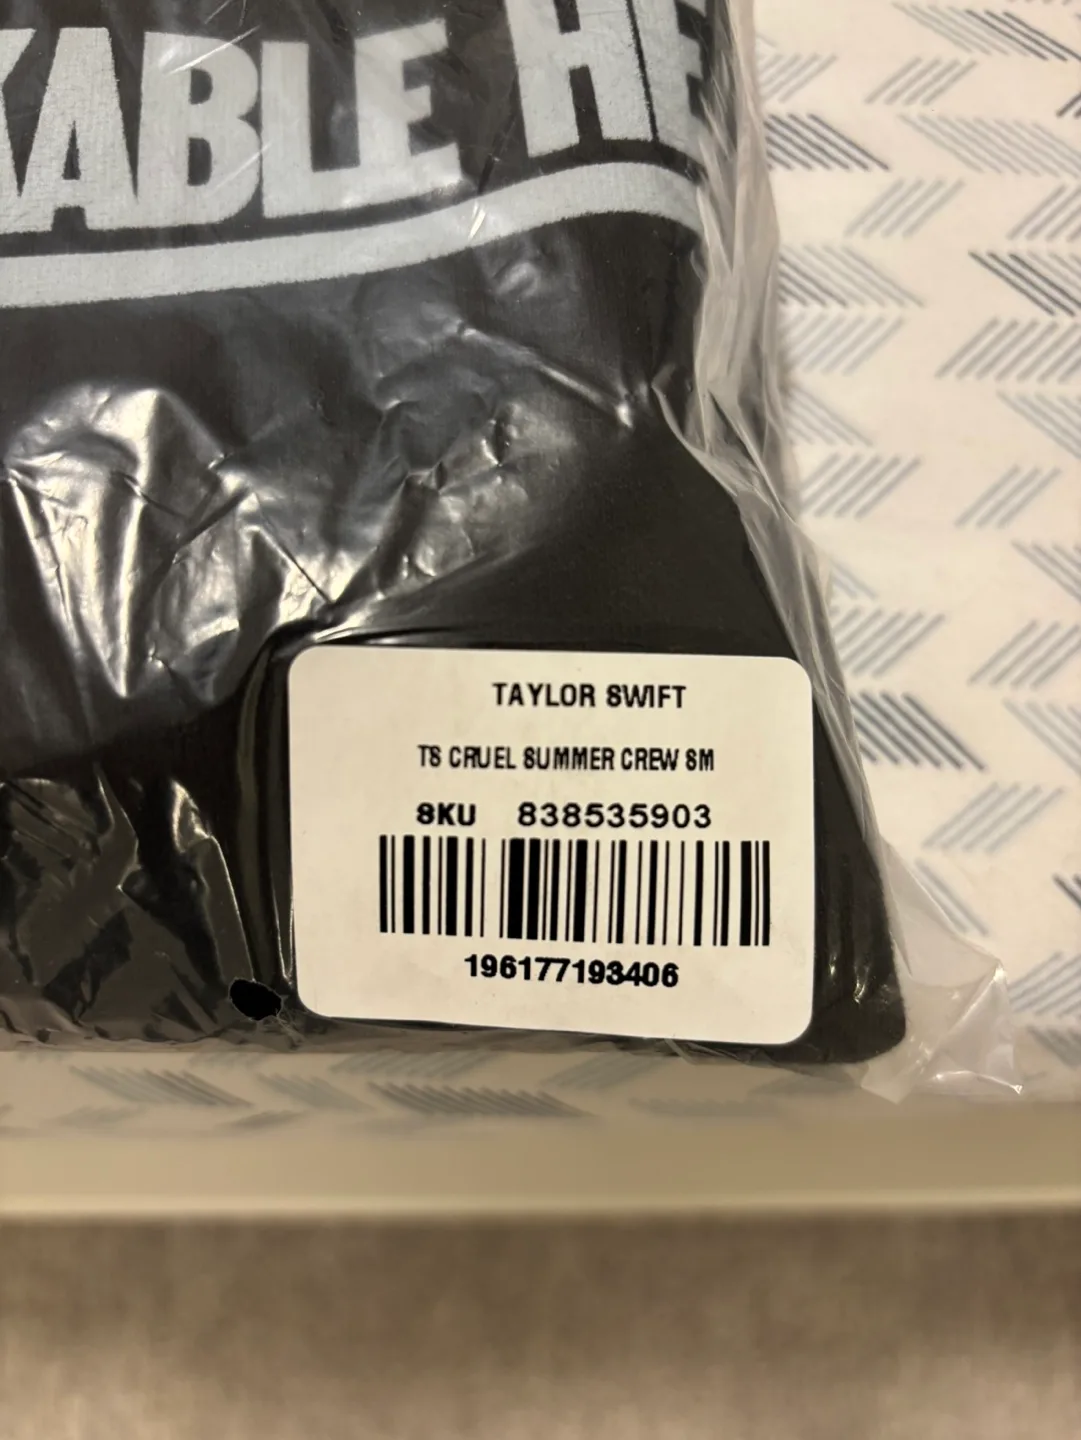 KABLE HE
TAYLOR SWIFT
TS CRUEL SUMMER CREW SM
SKU 838535903
196177193406